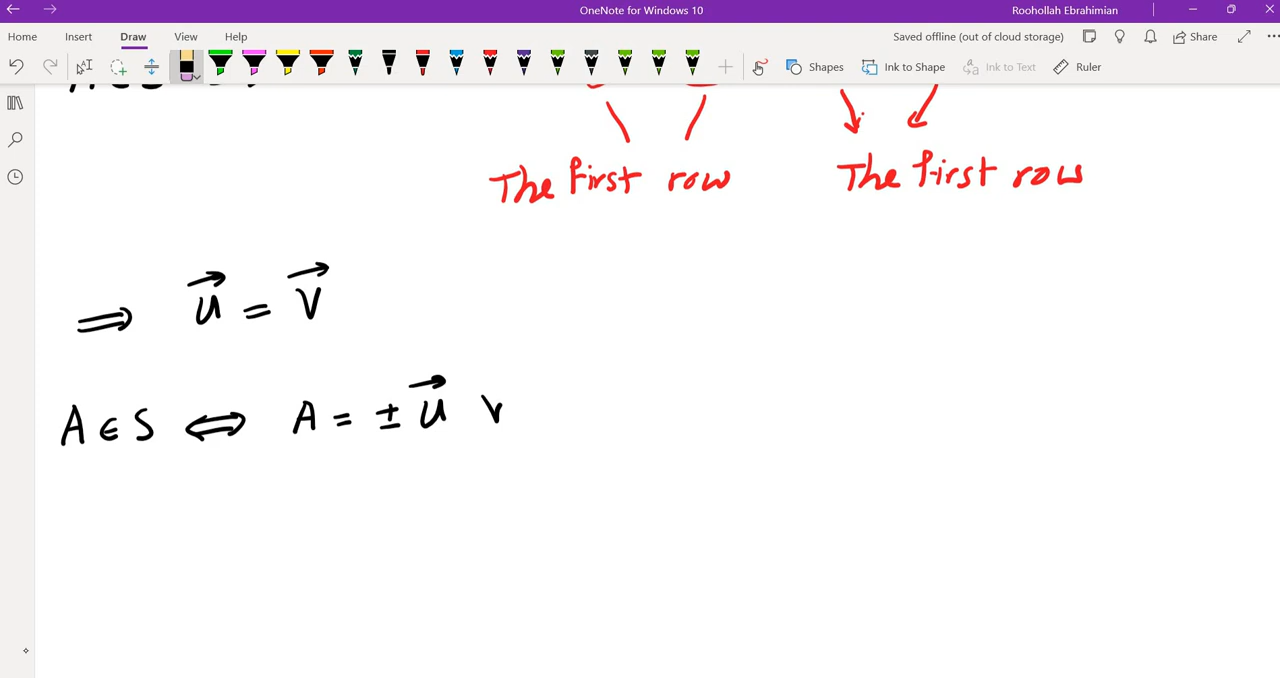 OneNote for Windows 10
Roohollah Ebrahimian
Home Insert Draw View Help
Saved offline (out of cloud storage)
Share
Shapes
Ink to Shape
Ink to Text
Ruler
A ∈ S
The first row The first row
⟹ u⃗ = v⃗
A ∈ S ⟺ A = ± u⃗ v